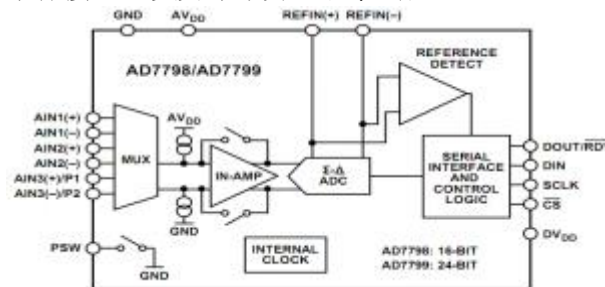 GND
AVDD
REFIN(+)
REFIN(–)
REFERENCE
DETECT
AD7798/AD7799
AIN1(+)
AIN1(–)
AIN2(+)
AIN2(–)
AIN3(+)/P1
AIN3(–)/P2
MUX
AVDD
IN-AMP
GND
Σ-Δ
ADC
SERIAL
INTERFACE
AND
CONTROL
LOGIC
DOUT/RDY
DIN
SCLK
CS
DVDD
PSW
GND
INTERNAL
CLOCK
AD7798: 16-BIT
AD7799: 24-BIT